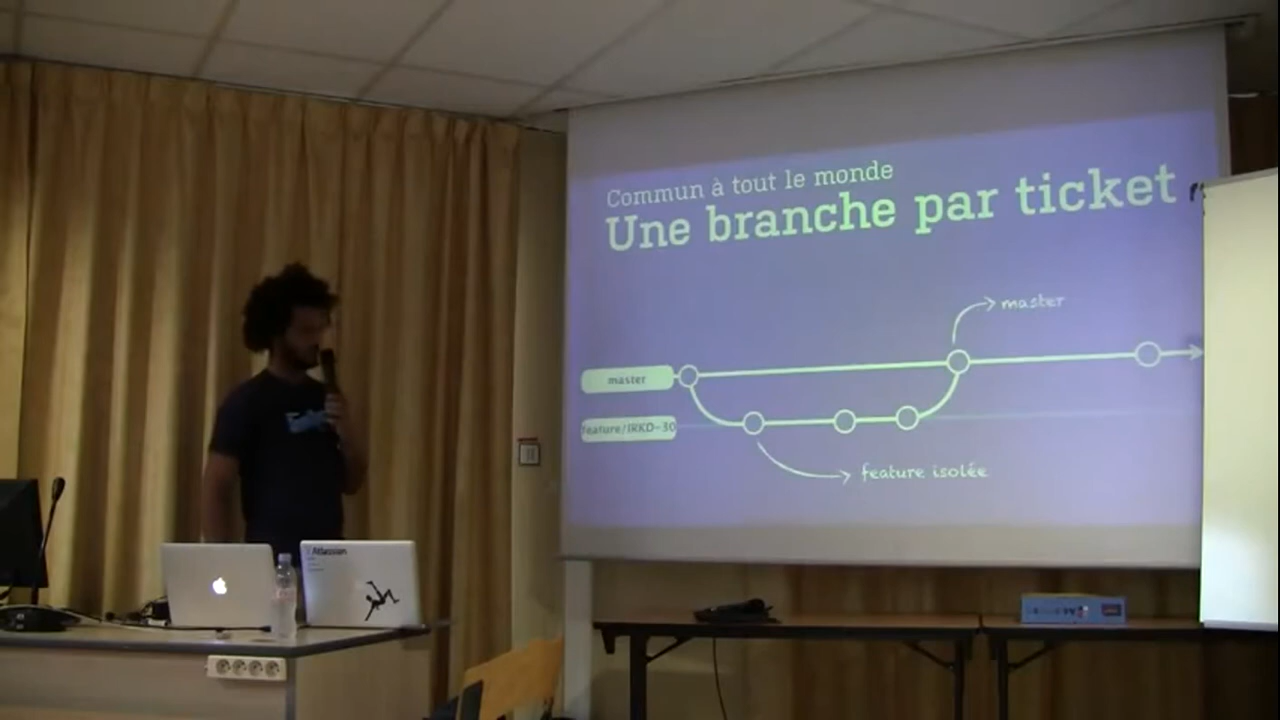 Commun à tout le monde
Une branche par ticket
master
master
feature/IRKD-30
feature isolée
Atlassian